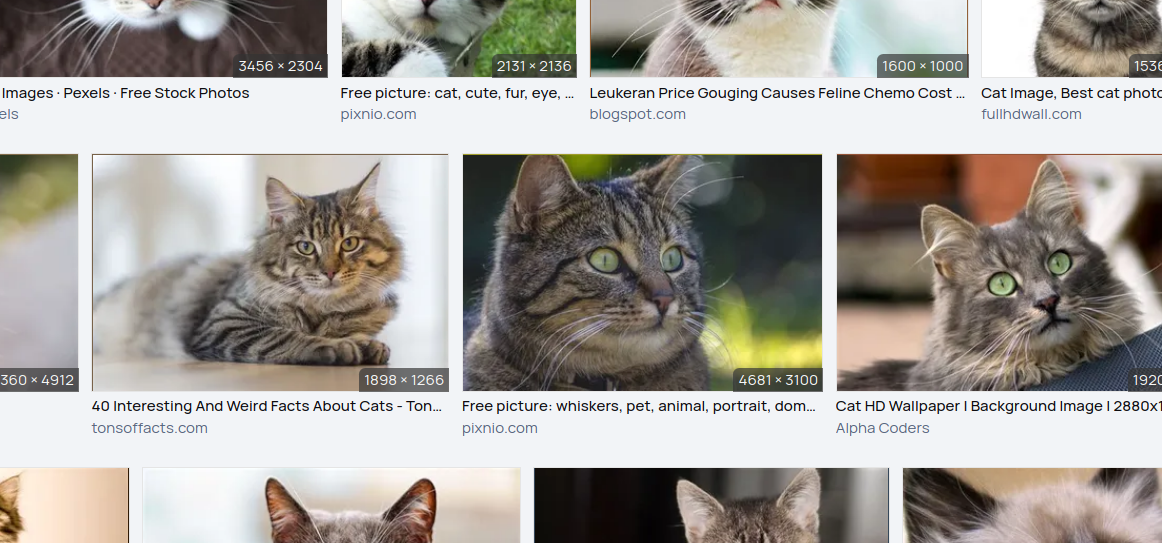 3456 × 2304
2131 × 2136
1600 × 1000
1536
Images · Pexels · Free Stock Photos
Free picture: cat, cute, fur, eye, ...
Leukeran Price Gouging Causes Feline Chemo Cost ...
Cat Image, Best cat photo
els
pixnio.com
blogspot.com
fullhdwall.com
360 × 4912
1898 × 1266
4681 × 3100
1920
40 Interesting And Weird Facts About Cats - Ton...
Free picture: whiskers, pet, animal, portrait, dom...
Cat HD Wallpaper | Background Image | 2880x1
tonsoffacts.com
pixnio.com
Alpha Coders